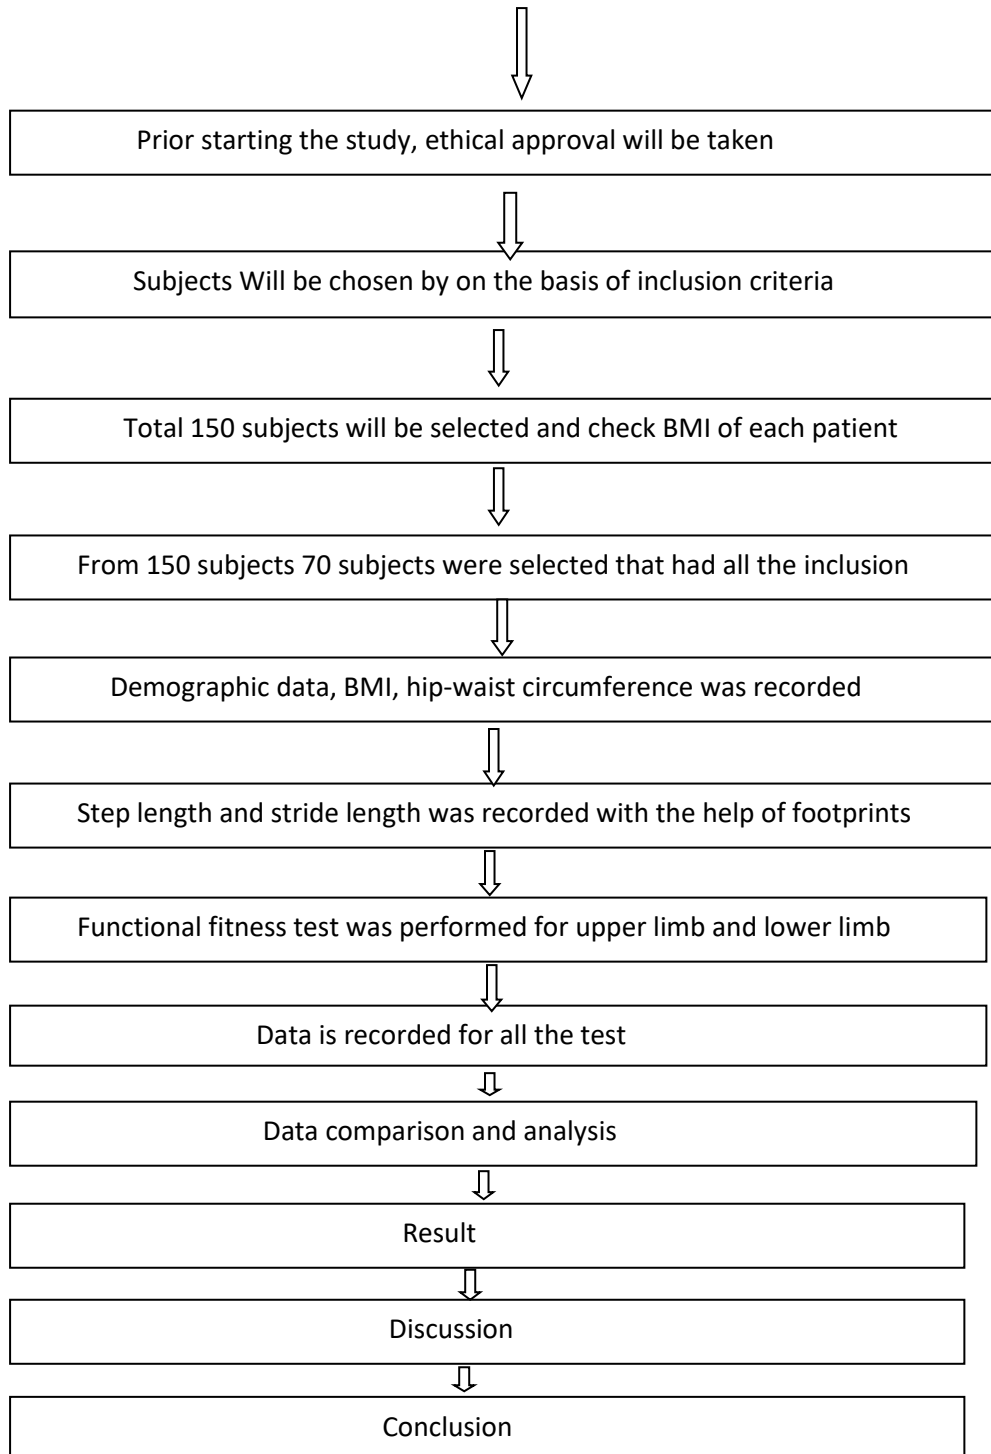 Prior starting the study, ethical approval will be taken
Subjects Will be chosen by on the basis of inclusion criteria
Total 150 subjects will be selected and check BMI of each patient
From 150 subjects 70 subjects were selected that had all the inclusion
Demographic data, BMI, hip-waist circumference was recorded
Step length and stride length was recorded with the help of footprints
Functional fitness test was performed for upper limb and lower limb
Data is recorded for all the test
Data comparison and analysis
Result
Discussion
Conclusion